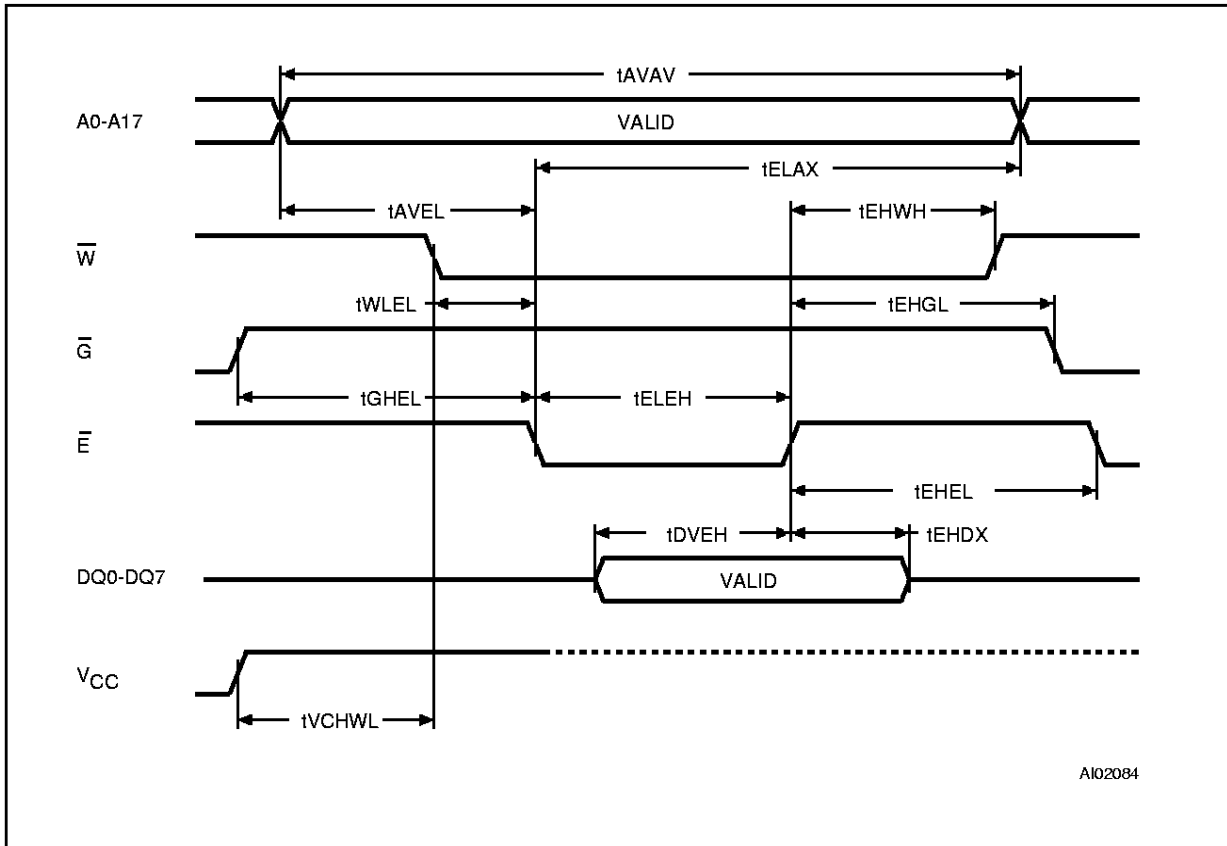 tAVAV
A0-A17
VALID
tELAX
tAVEL
tEHWH
W̅
tWLEL
tEHGL
G̅
tGHEL
tELEH
E̅
tEHEL
tDVEH
tEHDX
DQ0-DQ7
VALID
VCC
tVCHWL
AI02084